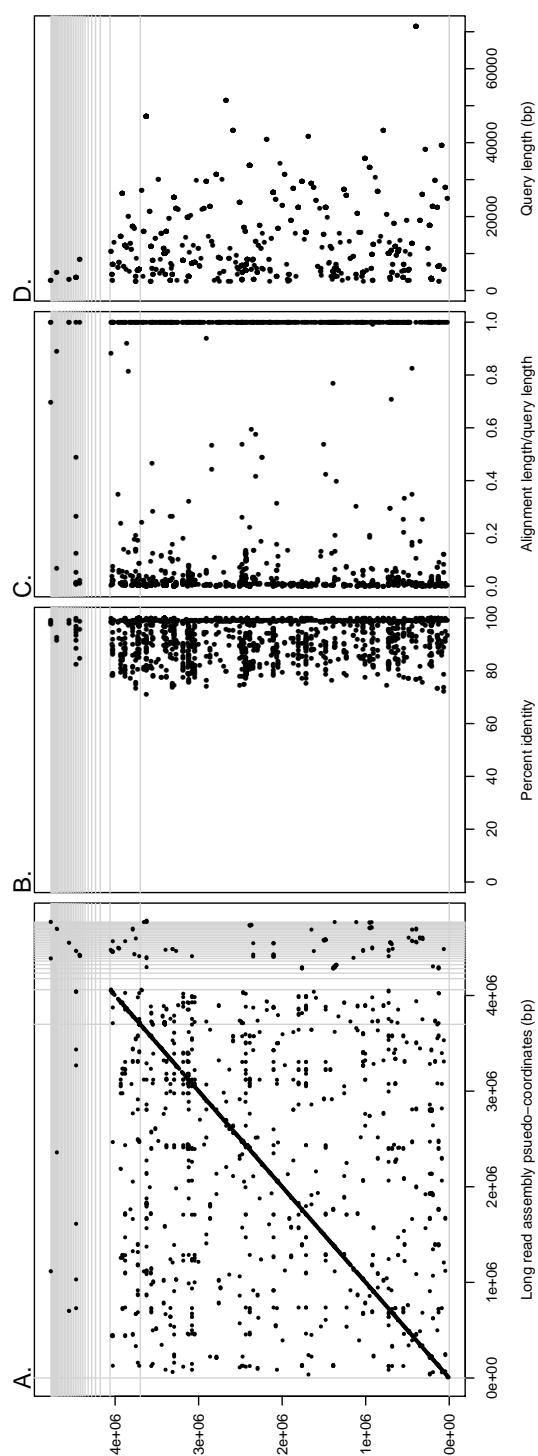 A.
4e+06 3e+06 2e+06 1e+06 0e+00
0e+00 1e+06 2e+06 3e+06 4e+06
Long read assembly psuedo−coordinates (bp)
B.
0 20 40 60 80 100
Percent identity
C.
0.0 0.2 0.4 0.6 0.8 1.0
Alignment length/query length
D.
0 20000 40000 60000
Query length (bp)